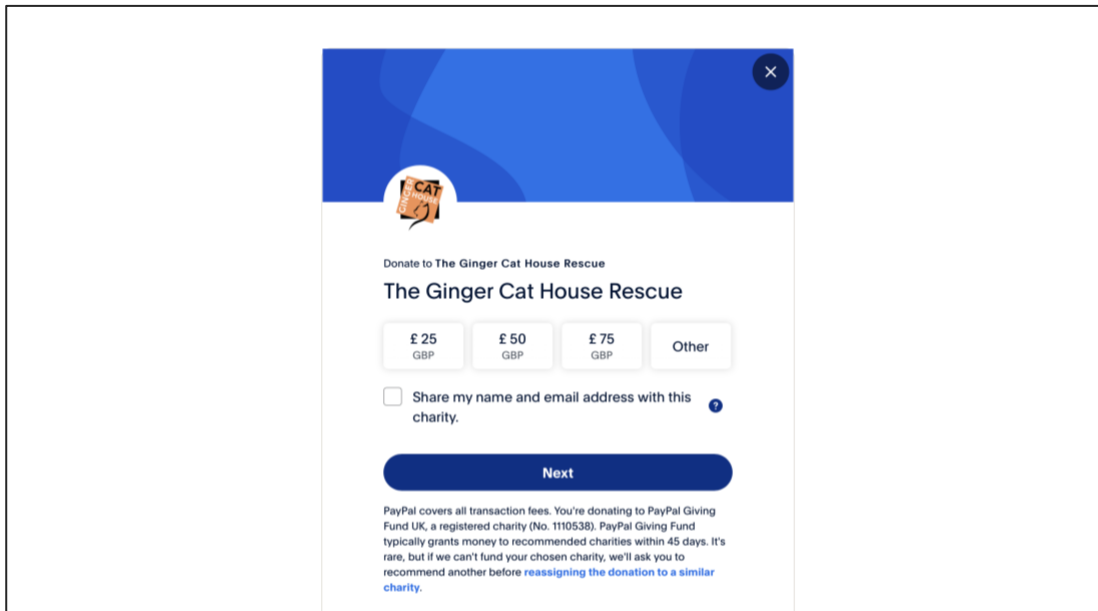 GINGER
CAT
HOUSE
Donate to The Ginger Cat House Rescue
The Ginger Cat House Rescue
£ 25
GBP
£ 50
GBP
£ 75
GBP
Other
Share my name and email address with this
charity.
?
Next
PayPal covers all transaction fees. You're donating to PayPal Giving
Fund UK, a registered charity (No. 1110538). PayPal Giving Fund
typically grants money to recommended charities within 45 days. It's
rare, but if we can't fund your chosen charity, we'll ask you to
recommend another before reassigning the donation to a similar
charity.